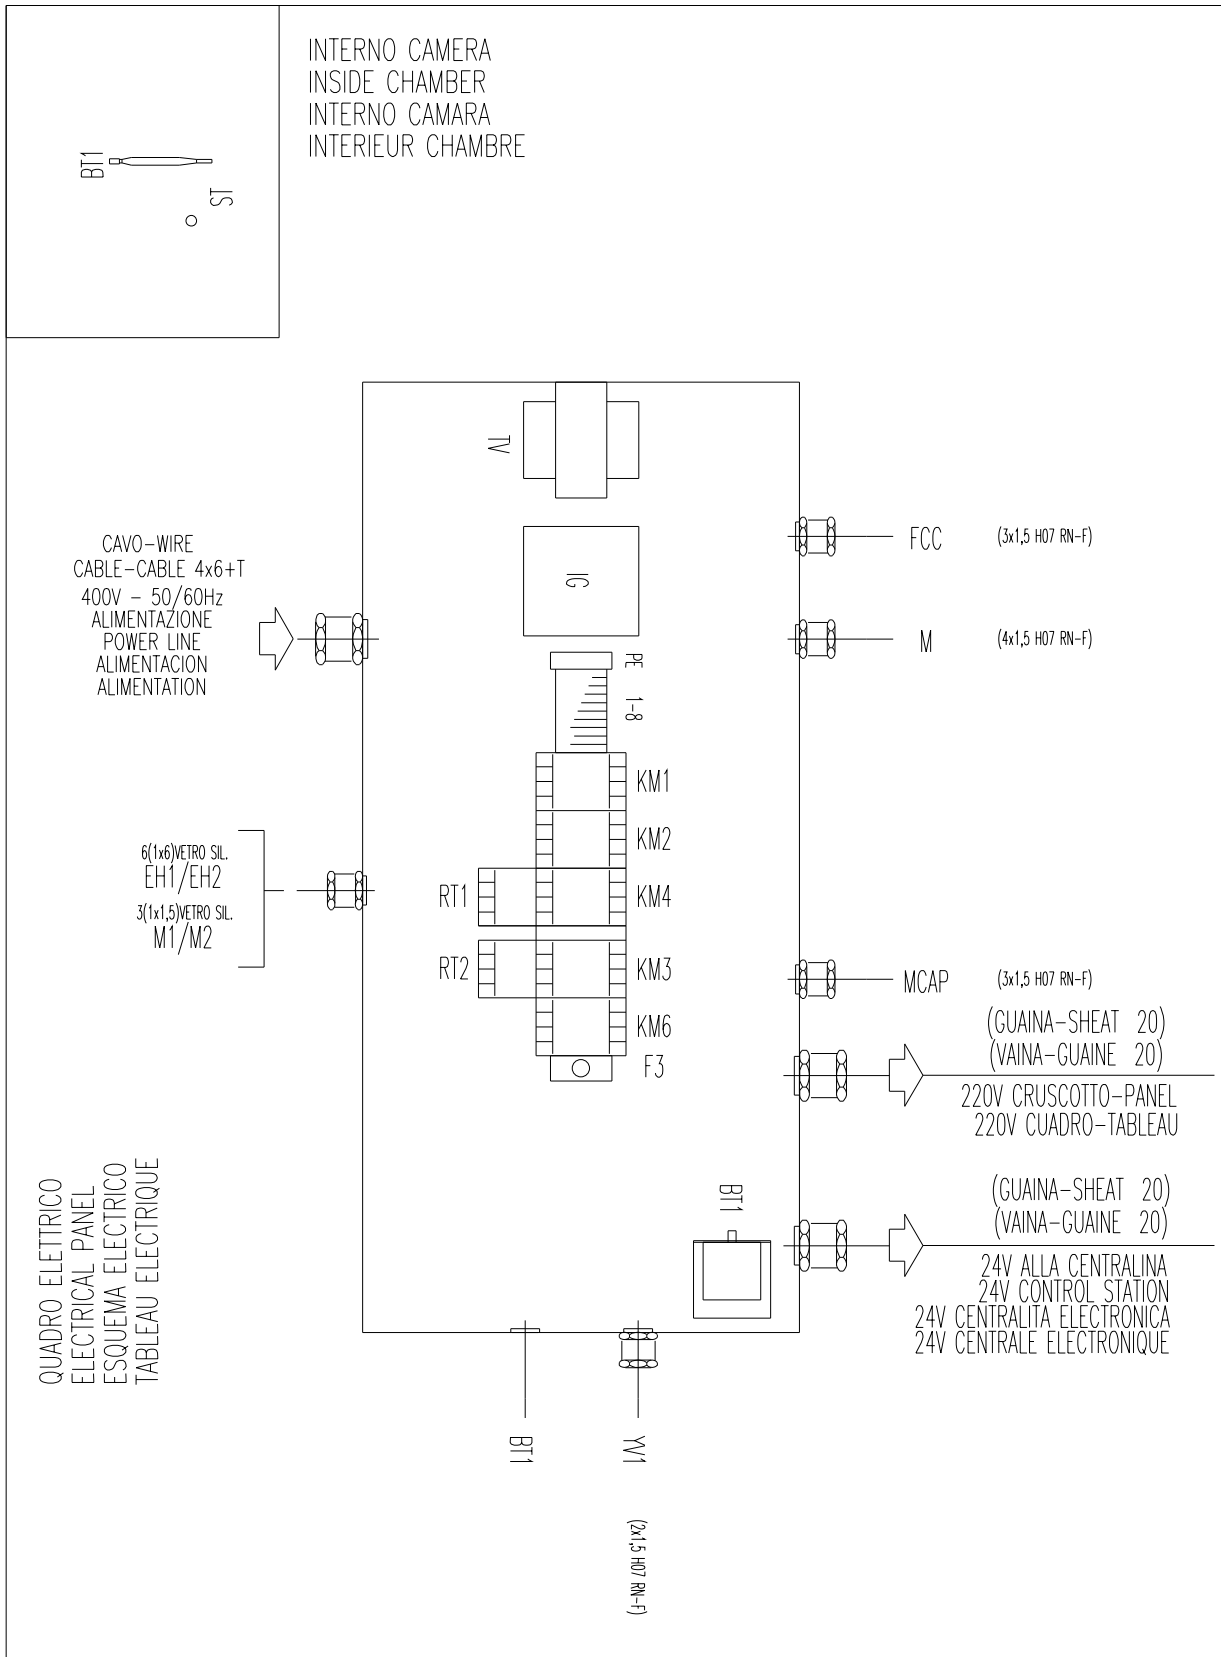 INTERNO CAMERA
INSIDE CHAMBER
INTERNO CAMARA
INTERIEUR CHAMBRE
BT1
ST
TV
IG
CAVO-WIRE
CABLE-CABLE 4x6+T
400V - 50/60Hz
ALIMENTAZIONE
POWER LINE
ALIMENTACION
ALIMENTATION
FCC (3x1,5 H07 RN-F)
M (4x1,5 H07 RN-F)
PE
1-8
KM1
KM2
RT1 KM4
RT2 KM3
KM6
F3
6(1x6)VETRO SIL.
EH1/EH2
3(1x1,5)VETRO SIL.
M1/M2
MCAP (3x1,5 H07 RN-F)
(GUAINA-SHEAT 20)
(VAINA-GUAINE 20)
220V CRUSCOTTO-PANEL
220V CUADRO-TABLEAU
(GUAINA-SHEAT 20)
(VAINA-GUAINE 20)
24V ALLA CENTRALINA
24V CONTROL STATION
24V CENTRALITA ELECTRONICA
24V CENTRALE ELECTRONIQUE
BT1
QUADRO ELETTRICO
ELECTRICAL PANEL
ESQUEMA ELECTRICO
TABLEAU ELECTRIQUE
BT1
YV1
(2x1,5 H07 RN-F)